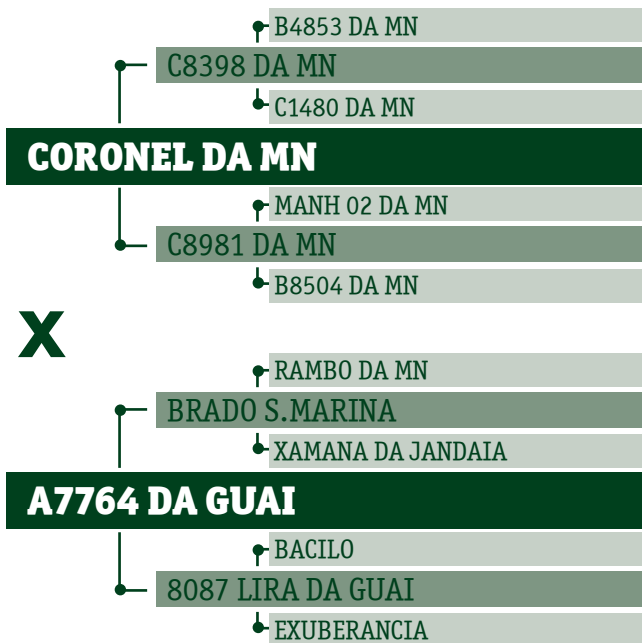 B4853 DA MN
C8398 DA MN
C1480 DA MN
CORONEL DA MN
MANH 02 DA MN
C8981 DA MN
B8504 DA MN
X
RAMBO DA MN
BRADO S.MARINA
XAMANA DA JANDAIA
A7764 DA GUAI
BACILO
8087 LIRA DA GUAI
EXUBERANCIA